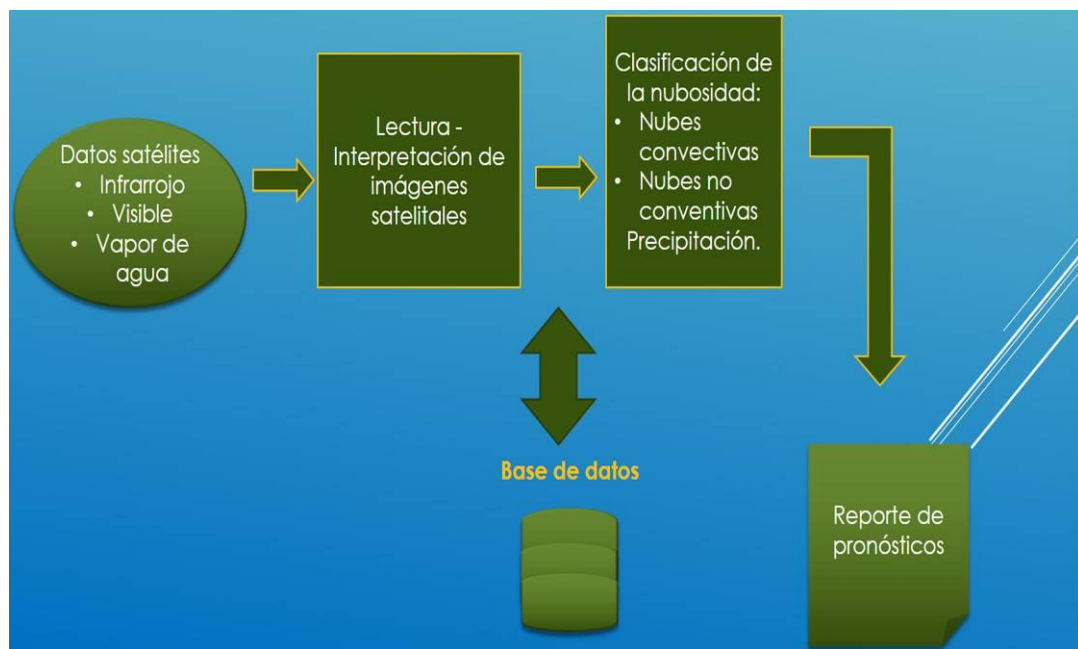 Datos satélites
• Infrarrojo
• Visible
• Vapor de
agua
Lectura -
Interpretación de
imágenes
satelitales
Clasificación de
la nubosidad:
• Nubes
convectivas
• Nubes no
conventivas
Precipitación.
Base de datos
Reporte de
pronósticos